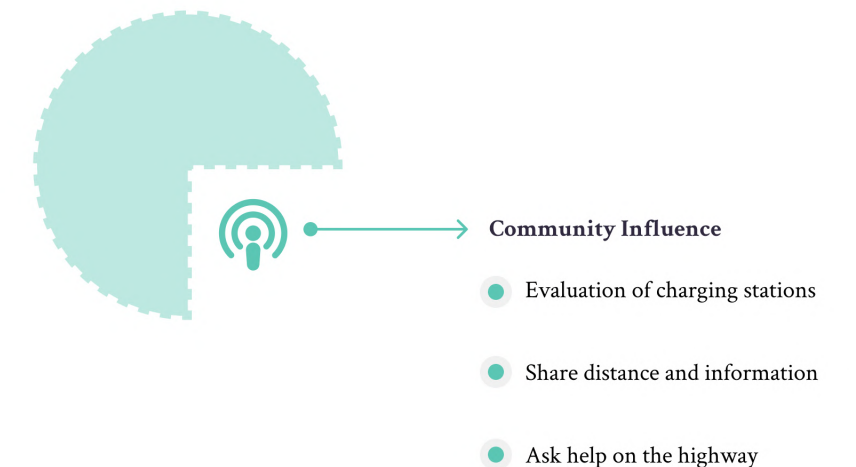 Community Influence
Evaluation of charging stations
Share distance and information
Ask help on the highway